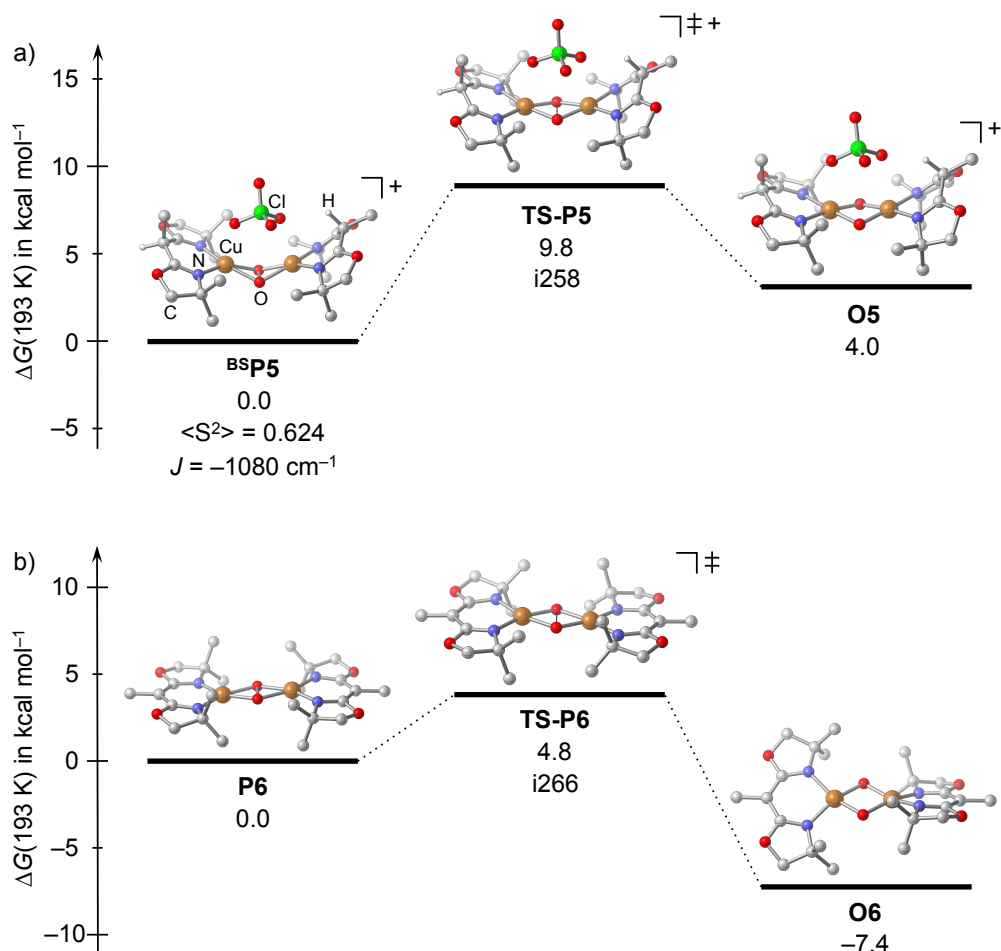 a)
ΔG(193 K) in kcal mol⁻¹
15
10
5
0
–5
Cl
H
Cu
N
O
C
]+
]‡ +
]+
ᴮˢP5
0.0
<S²> = 0.624
J = –1080 cm⁻¹
TS-P5
9.8
i258
O5
4.0
b)
ΔG(193 K) in kcal mol⁻¹
10
5
0
–5
–10
]‡
P6
0.0
TS-P6
4.8
i266
O6
–7.4